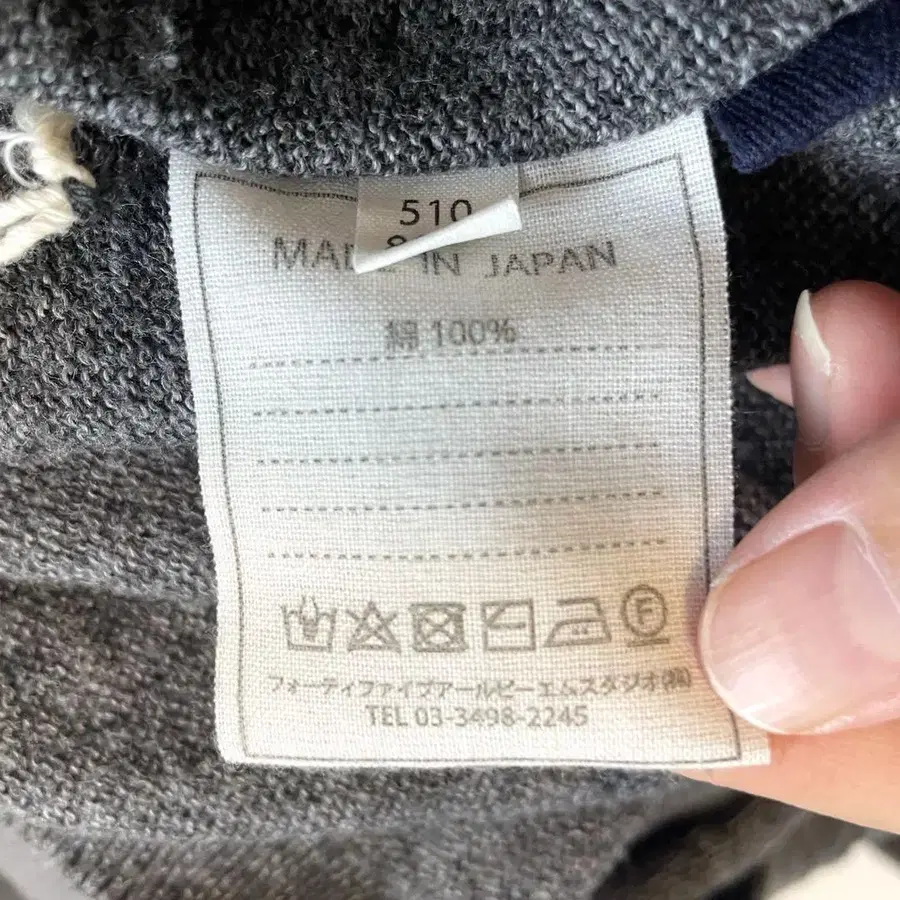 510
MADE IN JAPAN
綿 100%
F
フォーティファイブアールピーエムスタジオ㈱
TEL 03-3498-2245